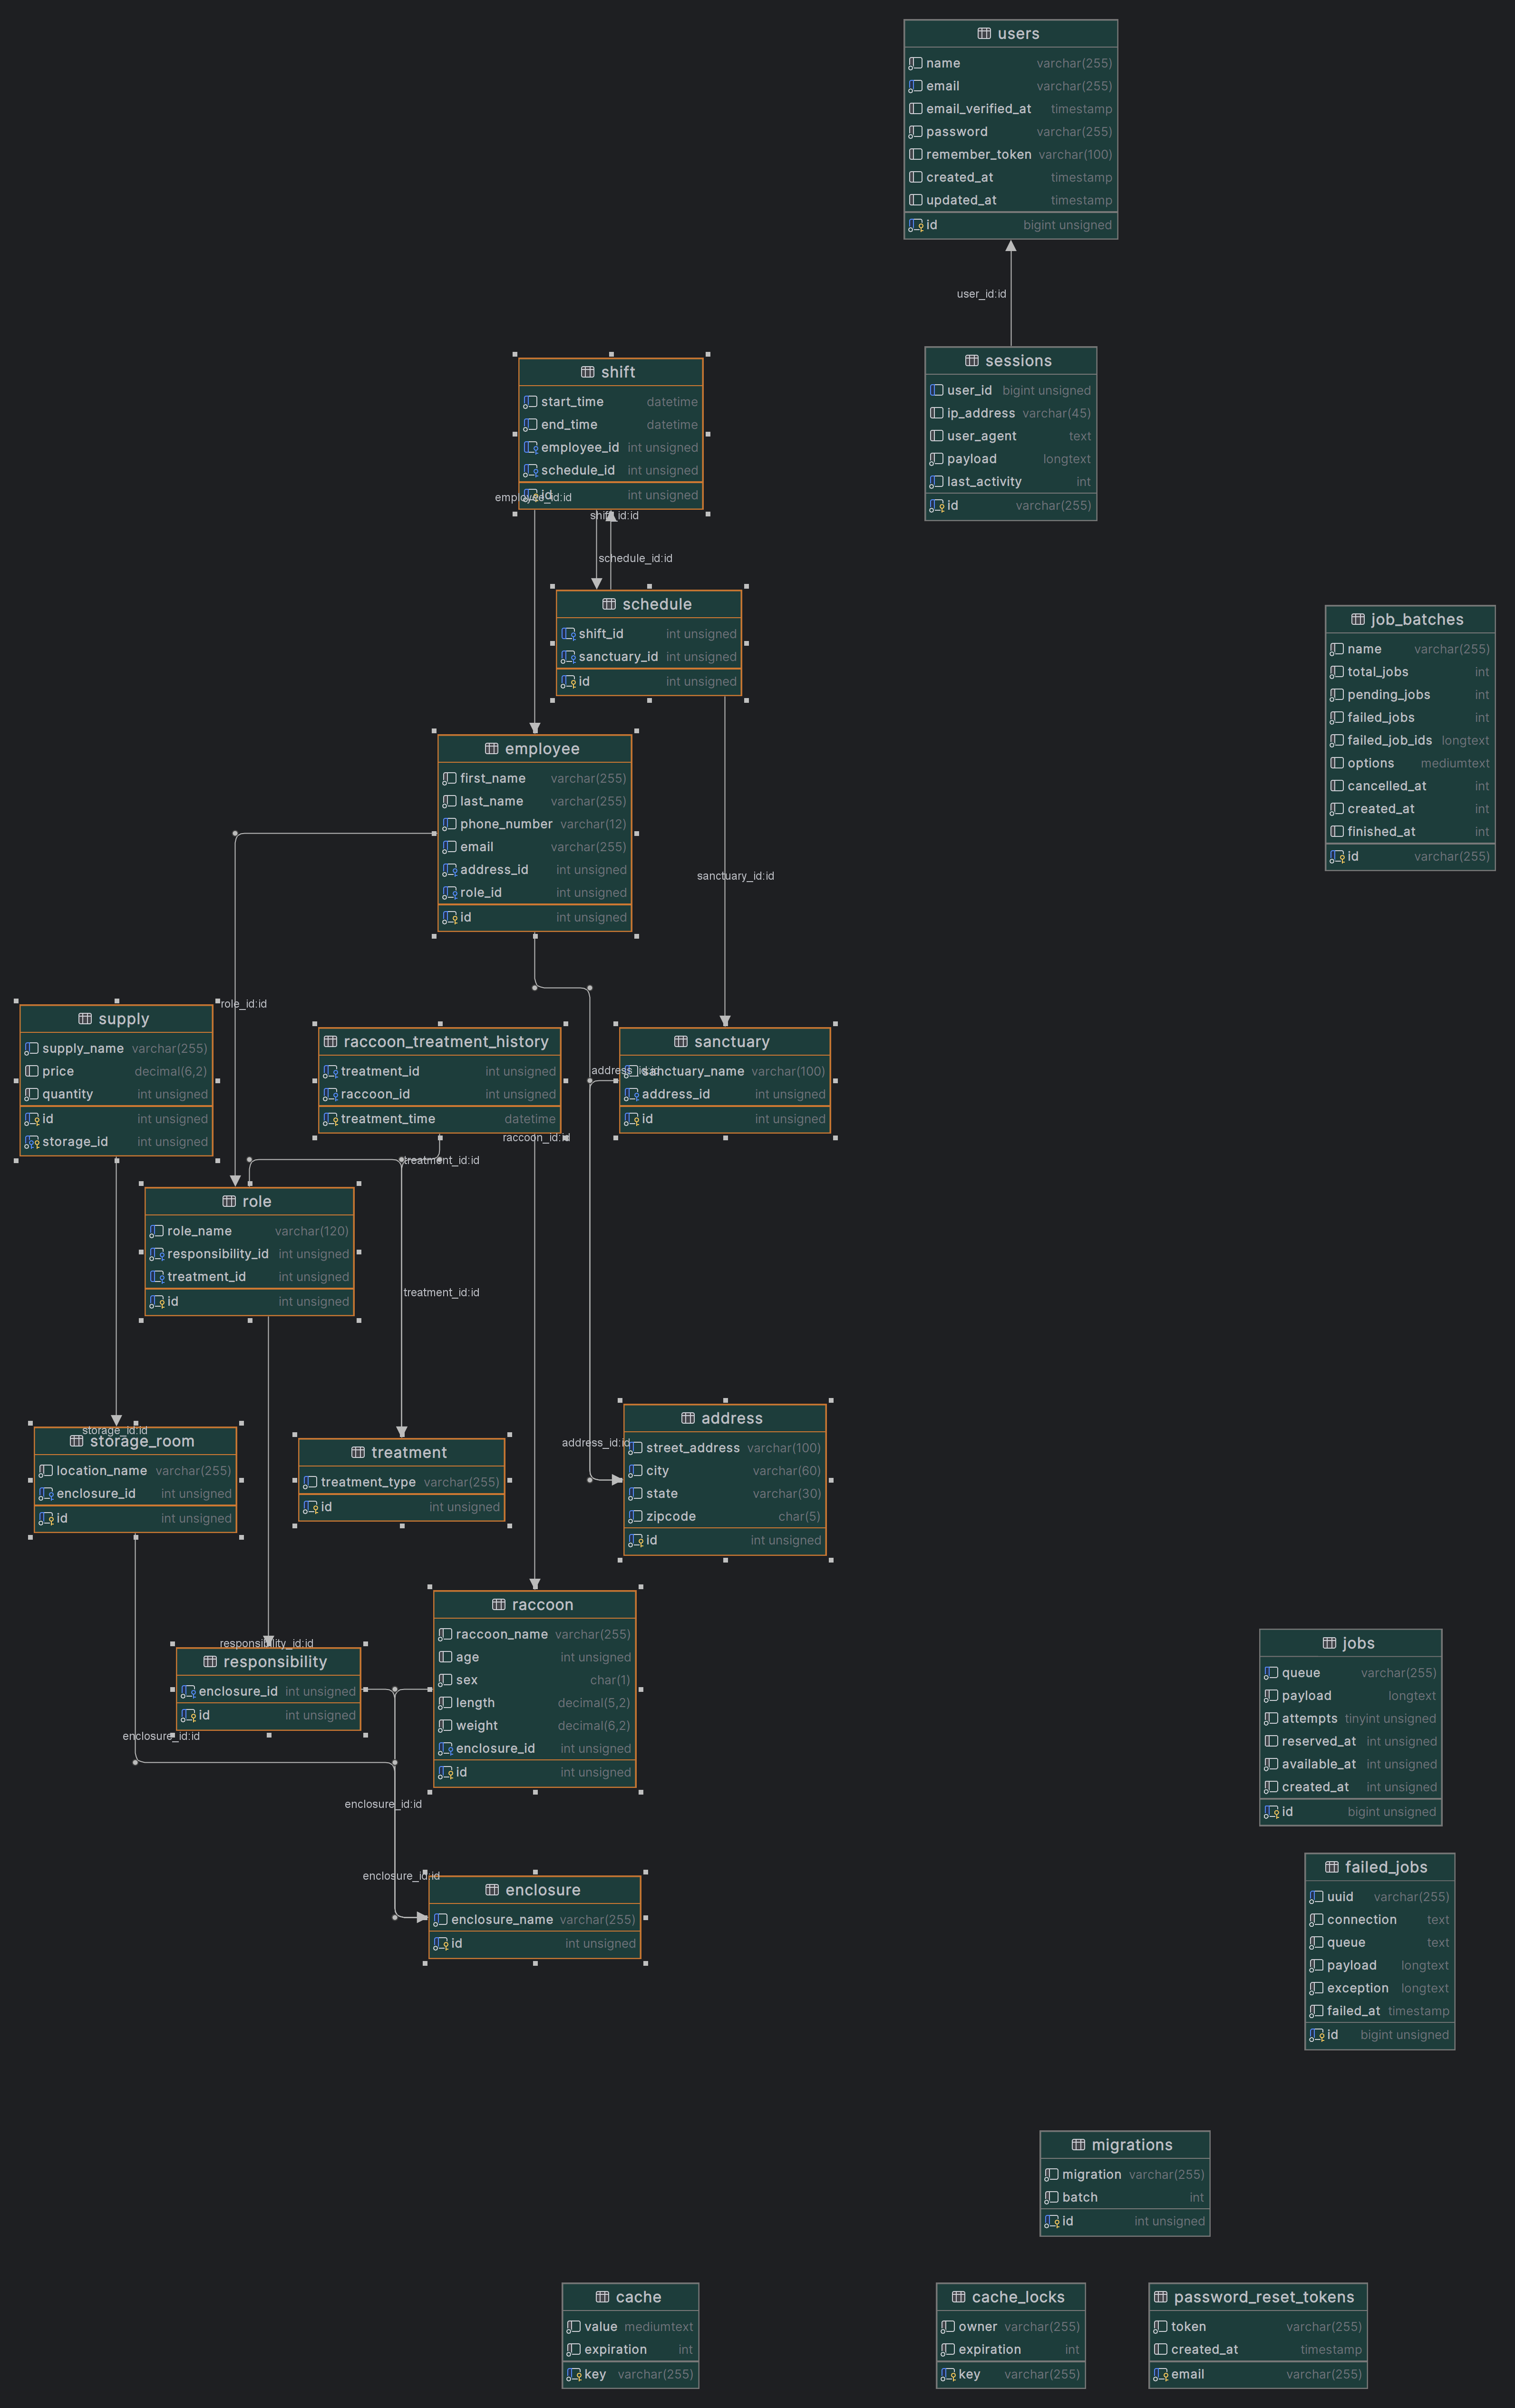 users
name varchar(255)
email varchar(255)
email_verified_at timestamp
password varchar(255)
remember_token varchar(100)
created_at timestamp
updated_at timestamp
id bigint unsigned
user_id:id
sessions
user_id bigint unsigned
ip_address varchar(45)
user_agent text
payload longtext
last_activity int
id varchar(255)
shift
start_time datetime
end_time datetime
employee_id int unsigned
schedule_id int unsigned
id int unsigned
employee_id:id
shift_id:id
schedule_id:id
schedule
shift_id int unsigned
sanctuary_id int unsigned
id int unsigned
job_batches
name varchar(255)
total_jobs int
pending_jobs int
failed_jobs int
failed_job_ids longtext
options mediumtext
cancelled_at int
created_at int
finished_at int
id varchar(255)
employee
first_name varchar(255)
last_name varchar(255)
phone_number varchar(12)
email varchar(255)
address_id int unsigned
role_id int unsigned
id int unsigned
sanctuary_id:id
role_id:id
supply
supply_name varchar(255)
price decimal(6,2)
quantity int unsigned
id int unsigned
storage_id int unsigned
raccoon_treatment_history
treatment_id int unsigned
raccoon_id int unsigned
treatment_time datetime
sanctuary
sanctuary_name varchar(100)
address_id int unsigned
id int unsigned
address_id:id
raccoon_id:id
treatment_id:id
role
role_name varchar(120)
responsibility_id int unsigned
treatment_id int unsigned
id int unsigned
treatment_id:id
storage_id:id
storage_room
location_name varchar(255)
enclosure_id int unsigned
id int unsigned
treatment
treatment_type varchar(255)
id int unsigned
address_id:id
address
street_address varchar(100)
city varchar(60)
state varchar(30)
zipcode char(5)
id int unsigned
raccoon
raccoon_name varchar(255)
age int unsigned
sex char(1)
length decimal(5,2)
weight decimal(6,2)
enclosure_id int unsigned
id int unsigned
responsibility_id:id
responsibility
enclosure_id int unsigned
id int unsigned
enclosure_id:id
enclosure_id:id
enclosure_id:id
enclosure
enclosure_name varchar(255)
id int unsigned
jobs
queue varchar(255)
payload longtext
attempts tinyint unsigned
reserved_at int unsigned
available_at int unsigned
created_at int unsigned
id bigint unsigned
failed_jobs
uuid varchar(255)
connection text
queue text
payload longtext
exception longtext
failed_at timestamp
id bigint unsigned
migrations
migration varchar(255)
batch int
id int unsigned
cache
value mediumtext
expiration int
key varchar(255)
cache_locks
owner varchar(255)
expiration int
key varchar(255)
password_reset_tokens
token varchar(255)
created_at timestamp
email varchar(255)